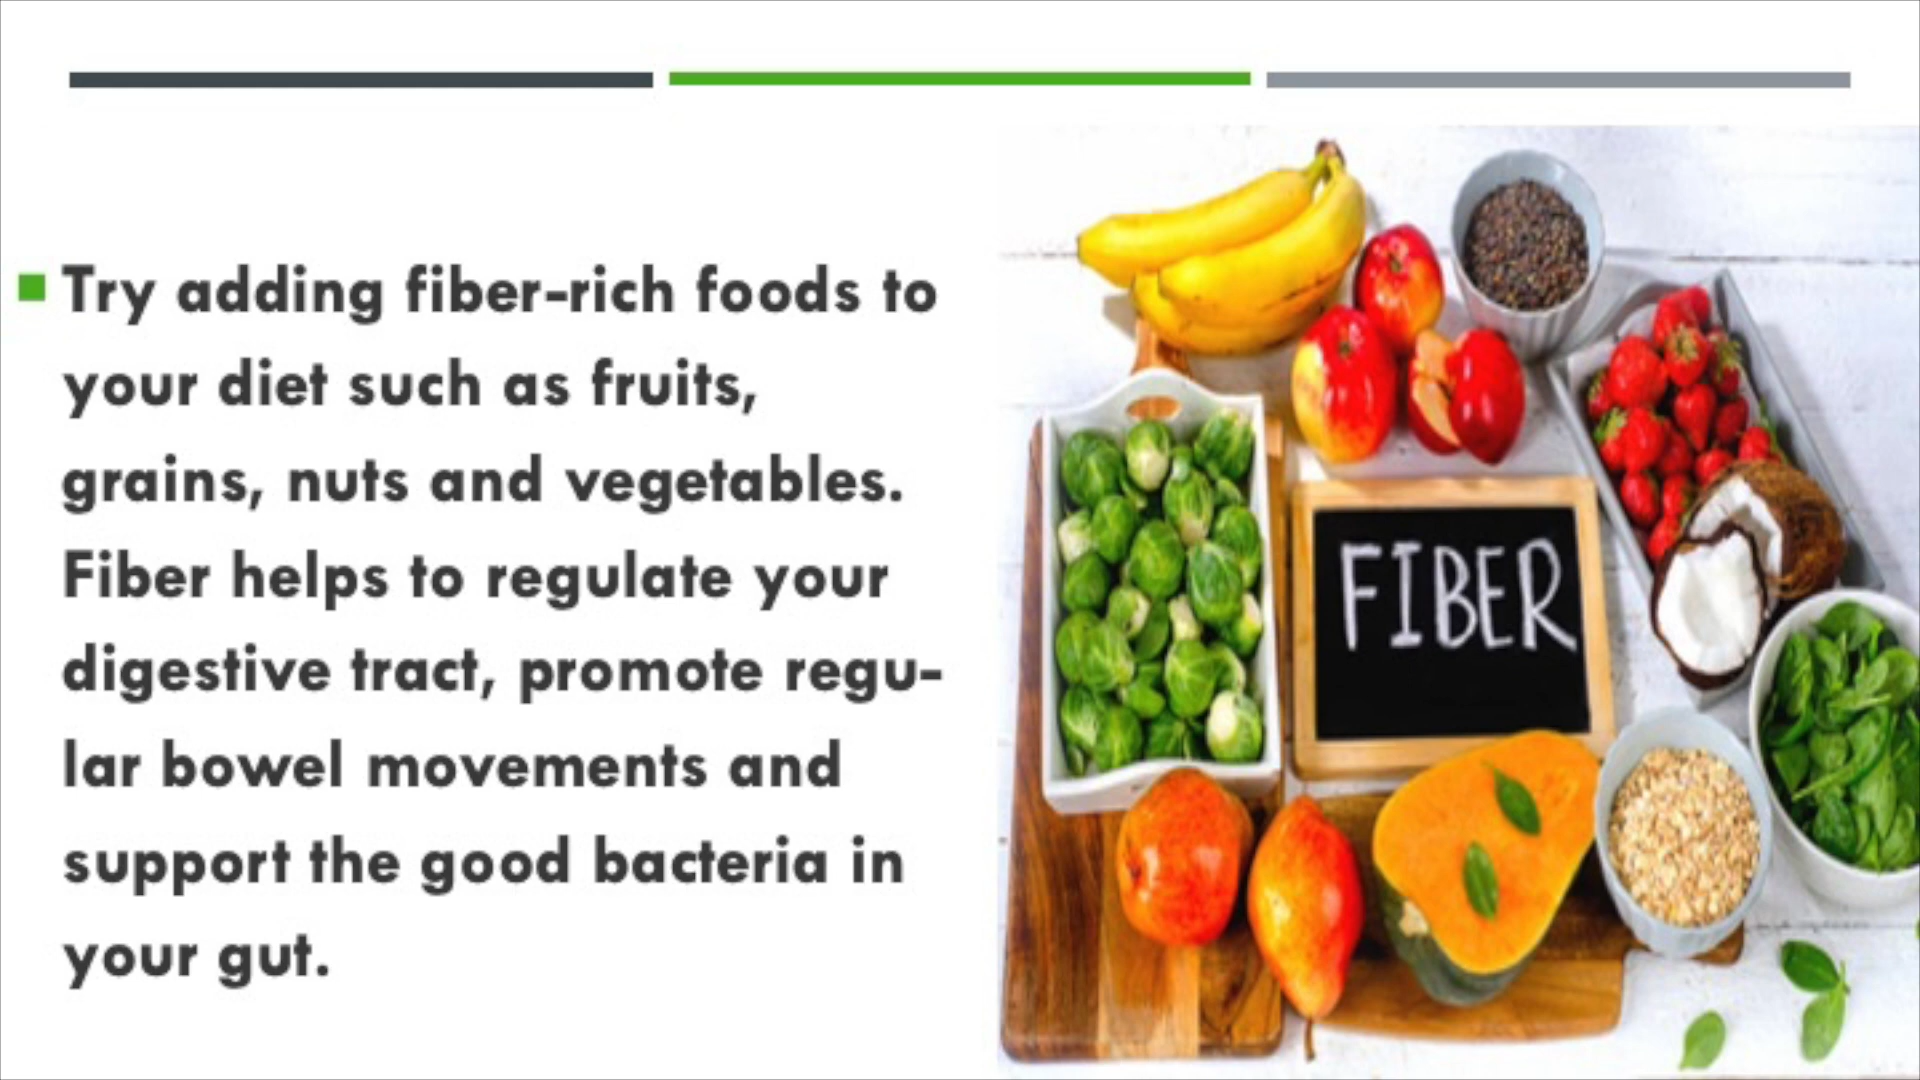 Try adding fiber-rich foods to
your diet such as fruits,
grains, nuts and vegetables.
Fiber helps to regulate your
digestive tract, promote regu-
lar bowel movements and
support the good bacteria in
your gut.
FIBER